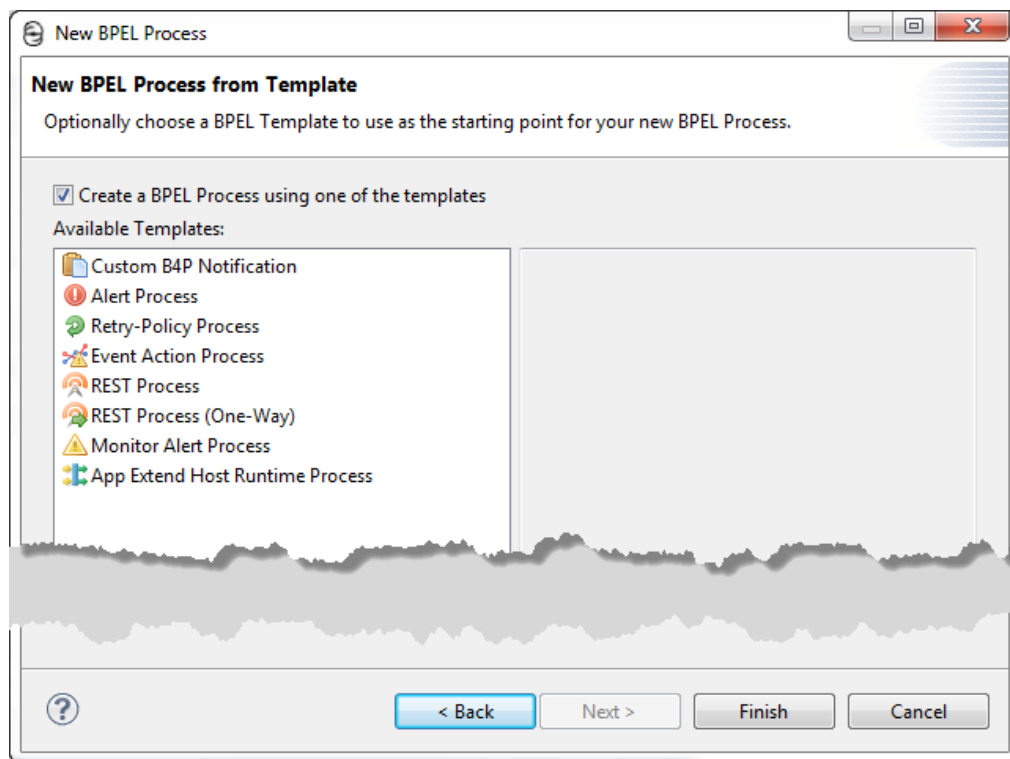 New BPEL Process
New BPEL Process from Template
Optionally choose a BPEL Template to use as the starting point for your new BPEL Process.
Create a BPEL Process using one of the templates
Available Templates:
Custom B4P Notification
Alert Process
Retry-Policy Process
Event Action Process
REST Process
REST Process (One-Way)
Monitor Alert Process
App Extend Host Runtime Process
< Back
Next >
Finish
Cancel